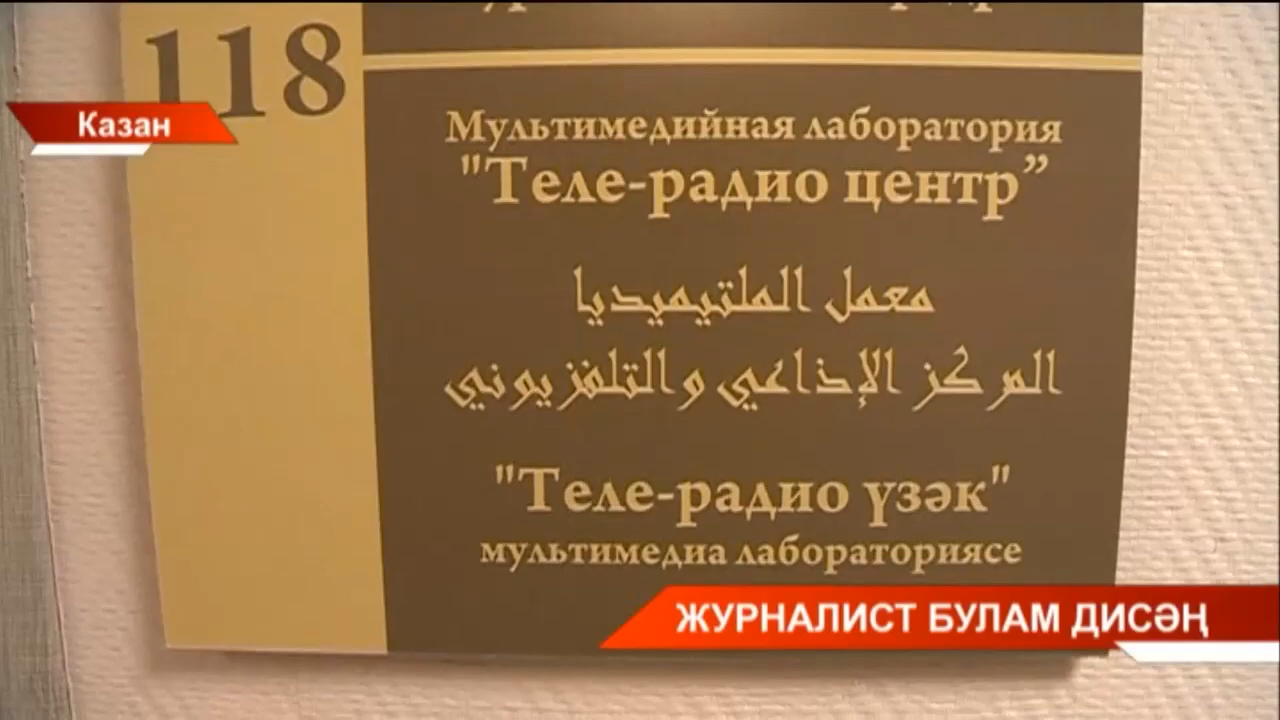 118
Казан
Мультимедийная лаборатория
"Теле-радио центр”
معمل الملتيميديا
المركز الإذاعي والتلفزيوني
"Теле-радио үзәк"
мультимедиа лабораториясе
ЖУРНАЛИСТ БУЛАМ ДИСӘҢ